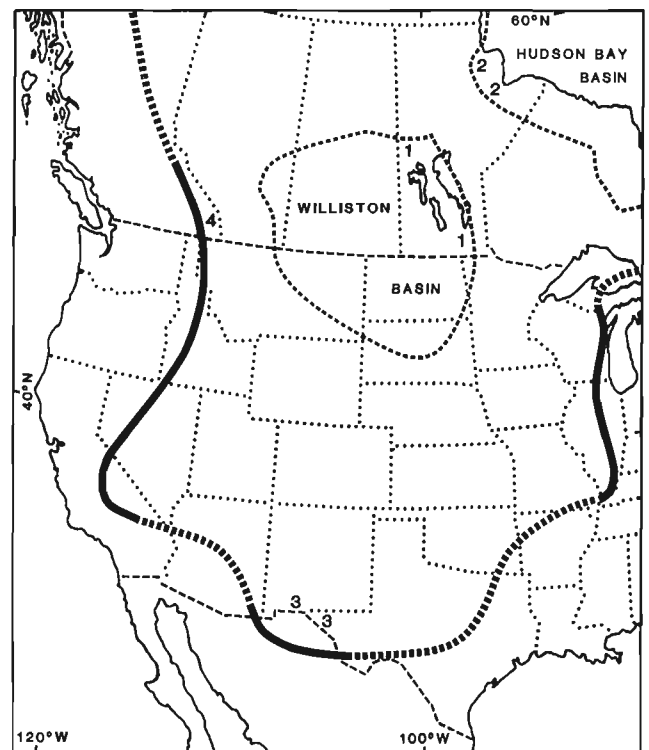 60°N
HUDSON BAY
BASIN
2
2
1
WILLISTON
4
1
BASIN
40°N
3
3
120°W
100°W